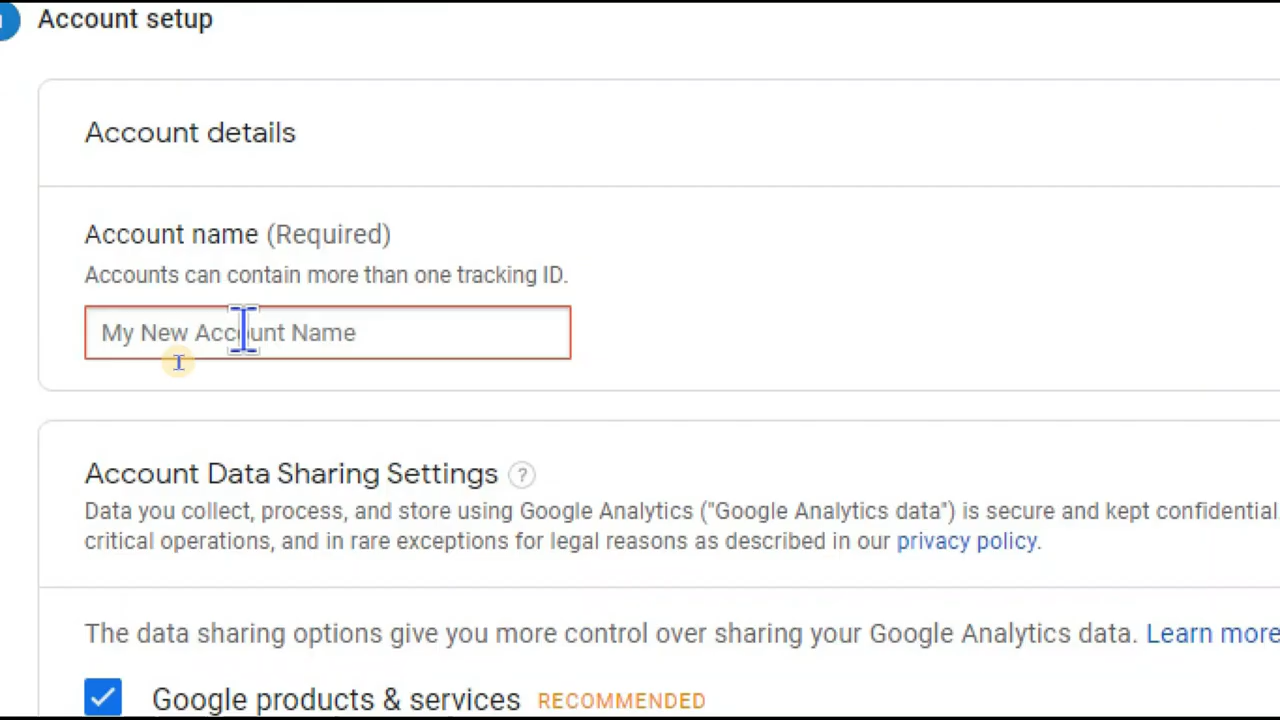 Account setup
Account details
Account name (Required)
Accounts can contain more than one tracking ID.
My New Account Name
Account Data Sharing Settings ?
Data you collect, process, and store using Google Analytics ("Google Analytics data") is secure and kept confidential
critical operations, and in rare exceptions for legal reasons as described in our privacy policy.
The data sharing options give you more control over sharing your Google Analytics data. Learn more
Google products & services RECOMMENDED